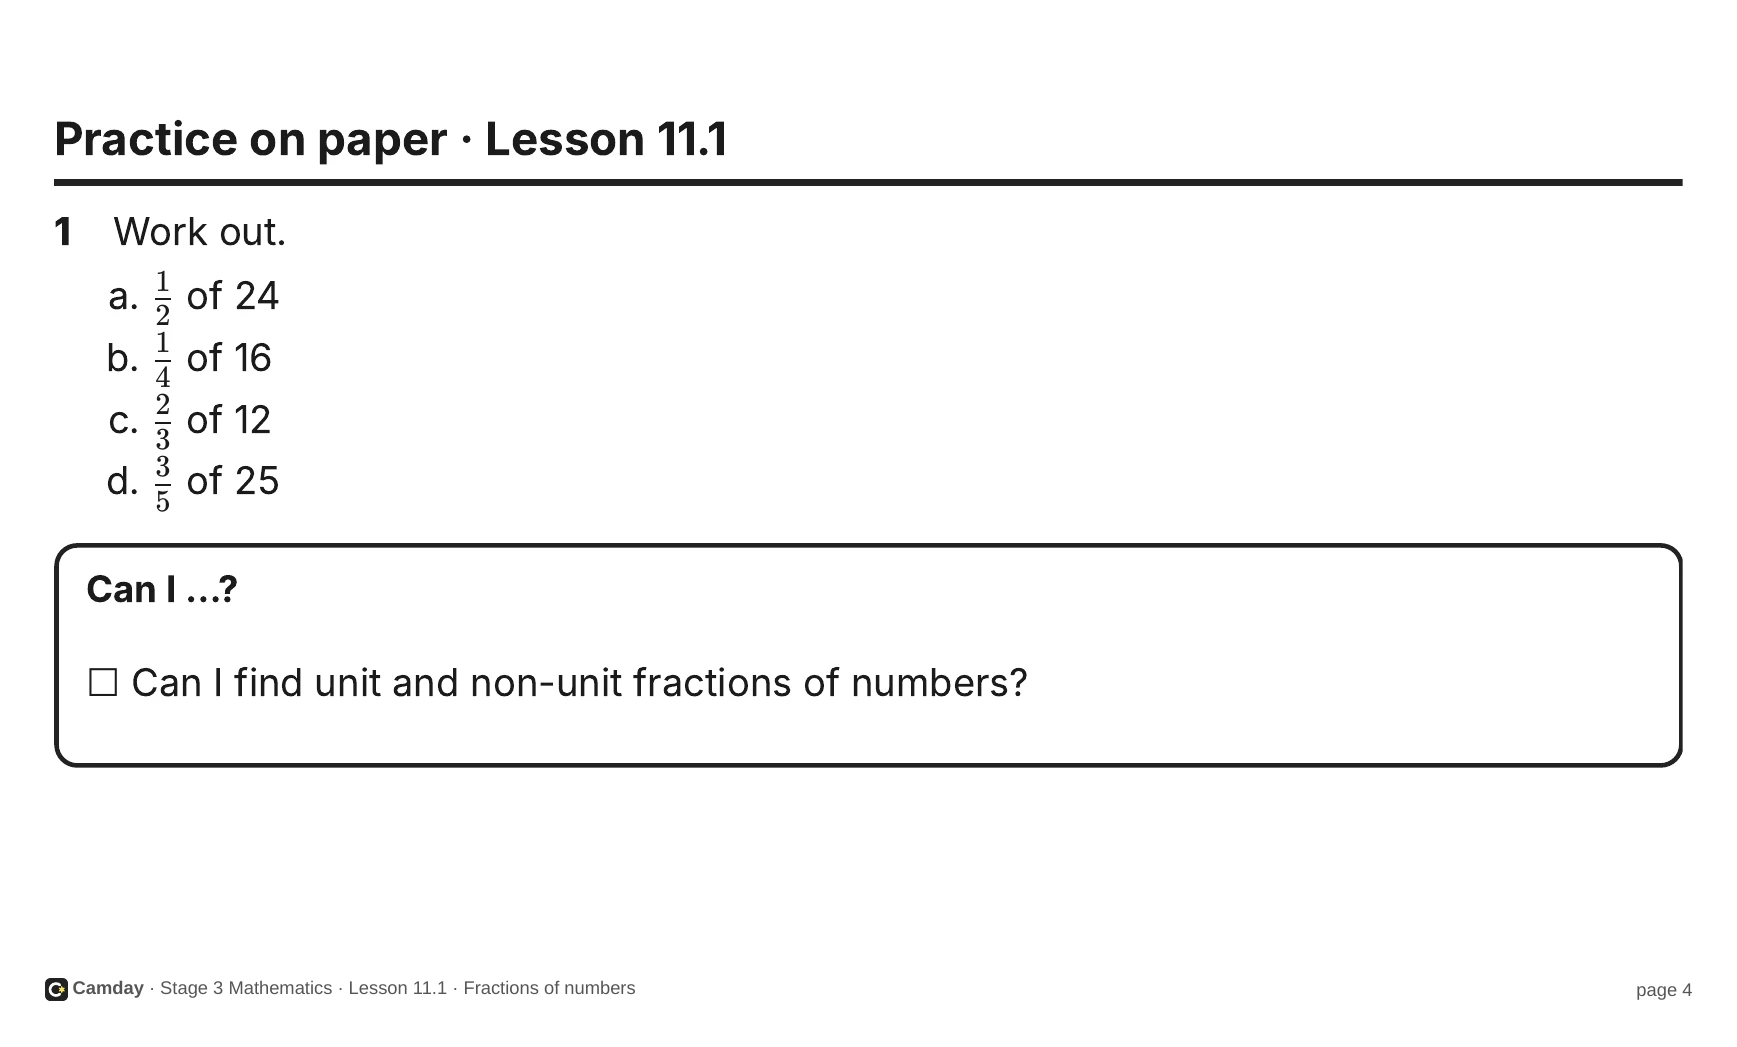 Practice on paper · Lesson 11.1
1 Work out.
a. 1/2 of 24
b. 1/4 of 16
c. 2/3 of 12
d. 3/5 of 25
Can I ...?
☐ Can I find unit and non-unit fractions of numbers?
Camday · Stage 3 Mathematics · Lesson 11.1 · Fractions of numbers
page 4